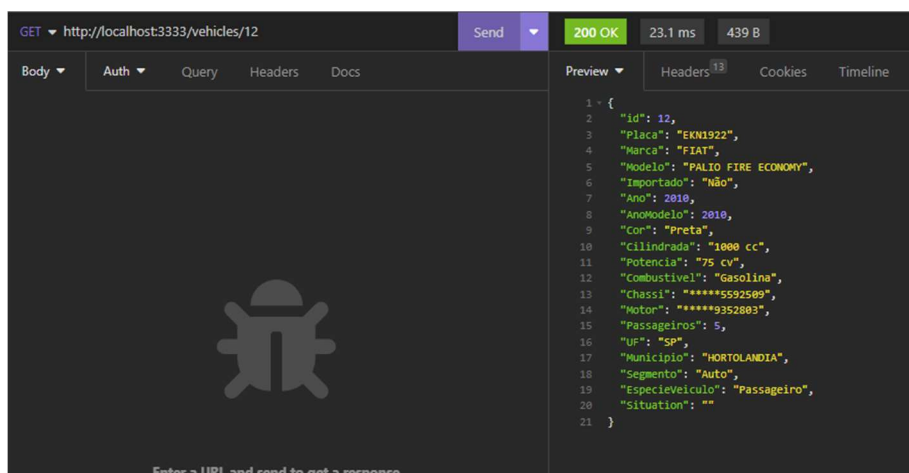 GET http://localhost:3333/vehicles/12 Send 200 OK 23.1 ms 439 B
Body Auth Query Headers Docs Preview Headers 13 Cookies Timeline
1 {
2 "id": 12,
3 "Placa": "EKN1922",
4 "Marca": "FIAT",
5 "Modelo": "PALIO FIRE ECONOMY",
6 "Importado": "Não",
7 "Ano": 2010,
8 "AnoModelo": 2010,
9 "Cor": "Preta",
10 "Cilindrada": "1000 cc",
11 "Potencia": "75 cv",
12 "Combustivel": "Gasolina",
13 "Chassi": "*****5592509",
14 "Motor": "*****9352803",
15 "Passageiros": 5,
16 "UF": "SP",
17 "Municipio": "HORTOLANDIA",
18 "Segmento": "Auto",
19 "EspecieVeiculo": "Passageiro",
20 "Situation": ""
21 }
Enter a URL and send to get a response